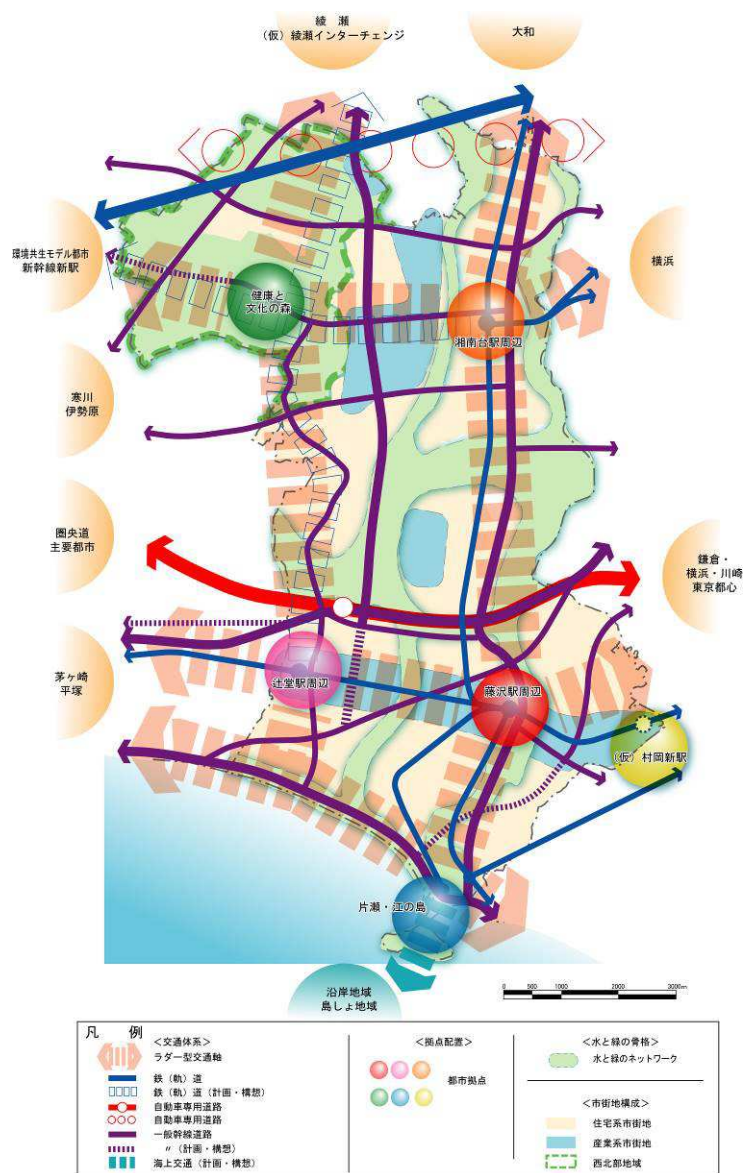 綾 瀬
(仮)綾瀬インターチェンジ
大和
環境共生モデル都市
新幹線新駅
横浜
健康と
文化の森
湘南台駅周辺
寒川
伊勢原
圏央道
主要都市
鎌倉・
横浜・川崎
東京都心
茅ヶ崎
平塚
辻堂駅周辺
藤沢駅周辺
(仮)村岡新駅
片瀬・江の島
沿岸地域
島しょ地域
0 500 1000 2000 3000m
凡 例
<交通体系>
ラダー型交通軸
鉄(軌)道
鉄(軌)道(計画・構想)
自動車専用道路
自動車専用道路
一般幹線道路
〃(計画・構想)
海上交通(計画・構想)
<拠点配置>
都市拠点
<水と緑の骨格>
水と緑のネットワーク
<市街地構成>
住宅系市街地
産業系市街地
西北部地域